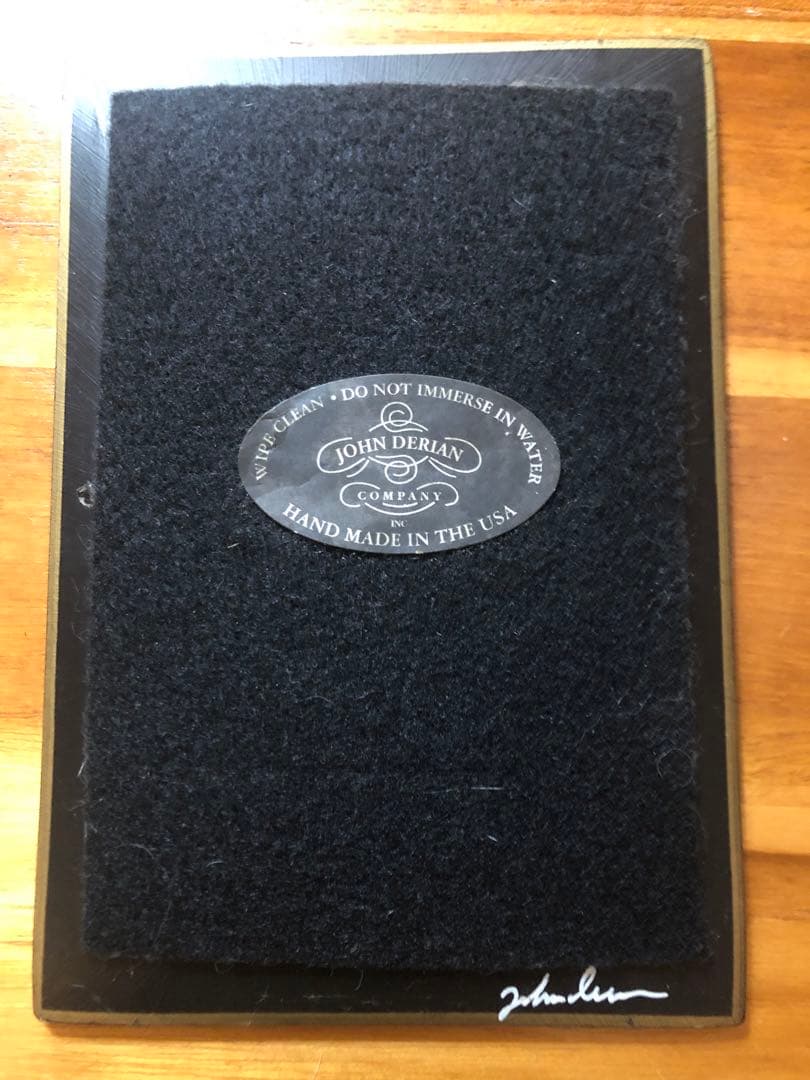 WIPE CLEAN • DO NOT IMMERSE IN WATER
JOHN DERIAN
COMPANY
INC
HAND MADE IN THE USA